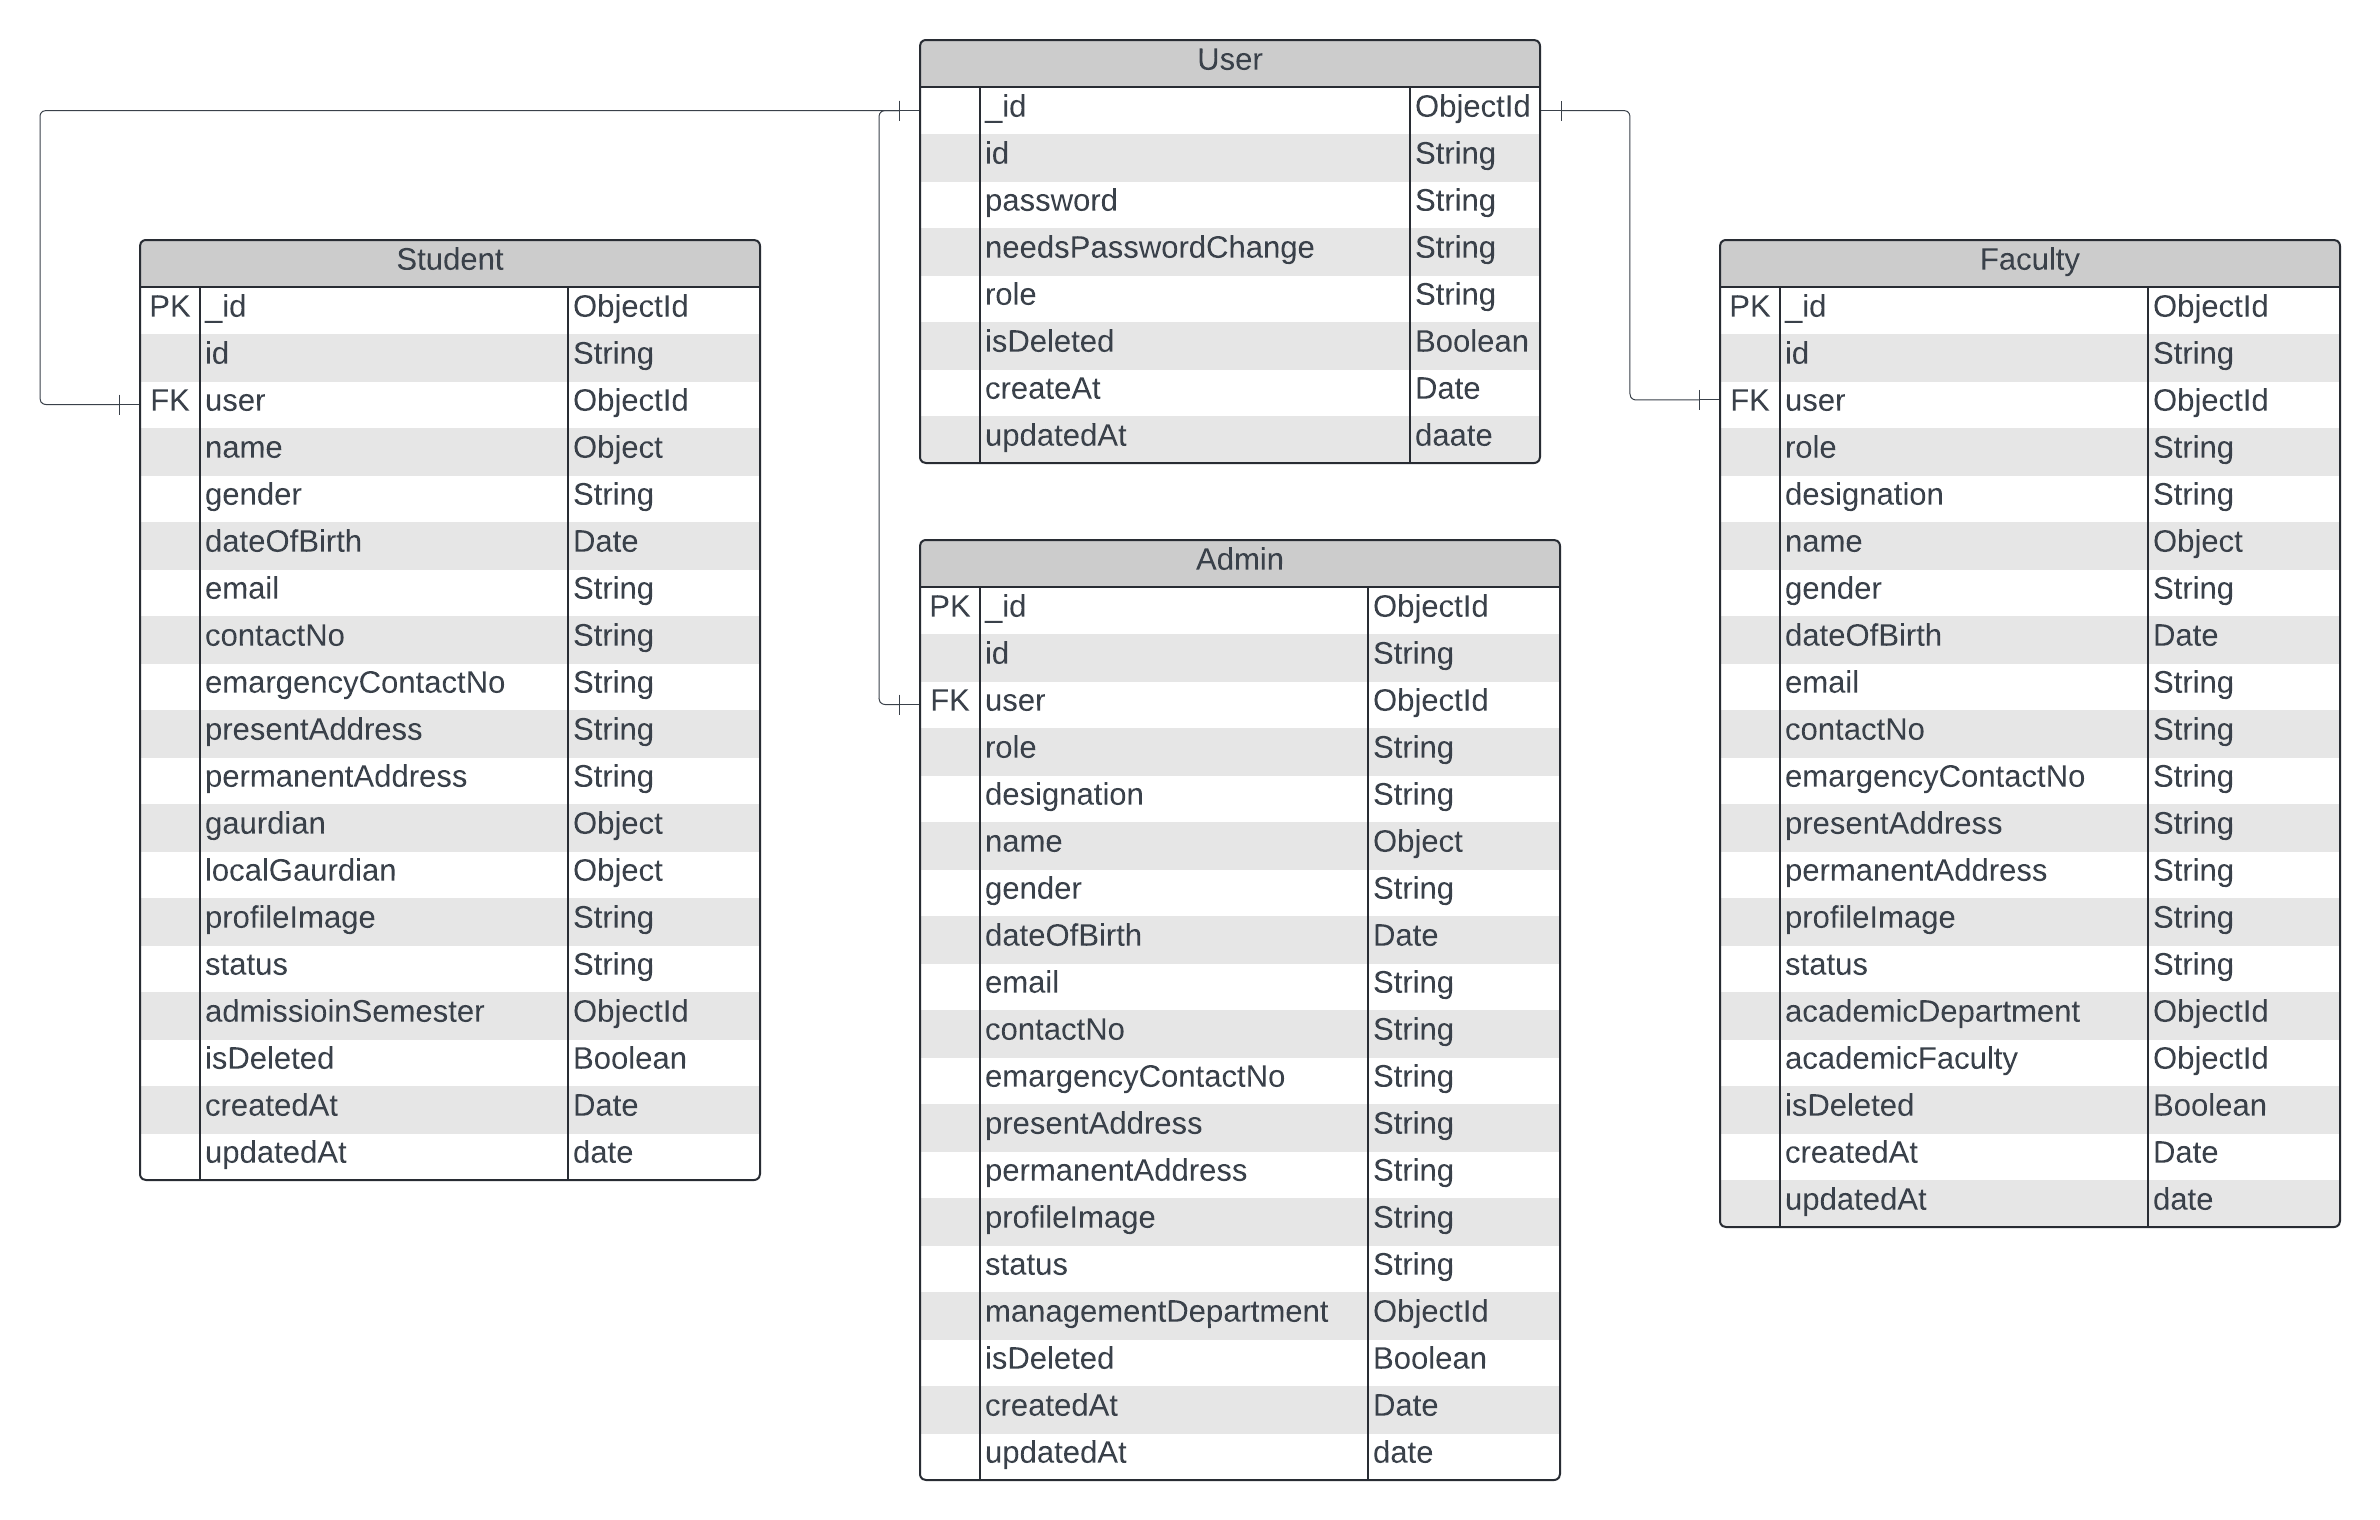 User
_id ObjectId
id String
password String
needsPasswordChange String
role String
isDeleted Boolean
createAt Date
updatedAt daate
Student
PK _id ObjectId
id String
FK user ObjectId
name Object
gender String
dateOfBirth Date
email String
contactNo String
emargencyContactNo String
presentAddress String
permanentAddress String
gaurdian Object
localGaurdian Object
profileImage String
status String
admissioinSemester ObjectId
isDeleted Boolean
createdAt Date
updatedAt date
Admin
PK _id ObjectId
id String
FK user ObjectId
role String
designation String
name Object
gender String
dateOfBirth Date
email String
contactNo String
emargencyContactNo String
presentAddress String
permanentAddress String
profileImage String
status String
managementDepartment ObjectId
isDeleted Boolean
createdAt Date
updatedAt date
Faculty
PK _id ObjectId
id String
FK user ObjectId
role String
designation String
name Object
gender String
dateOfBirth Date
email String
contactNo String
emargencyContactNo String
presentAddress String
permanentAddress String
profileImage String
status String
academicDepartment ObjectId
academicFaculty ObjectId
isDeleted Boolean
createdAt Date
updatedAt date